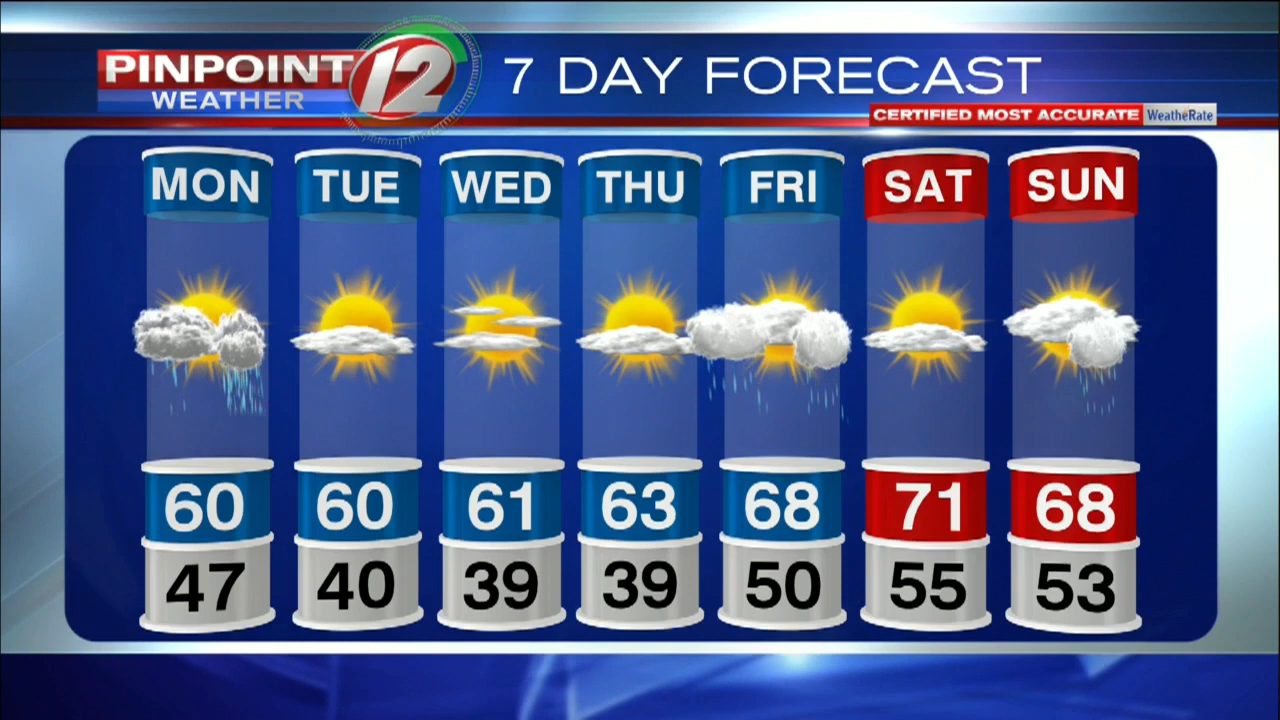 PINPOINT 12
WEATHER
7 DAY FORECAST
CERTIFIED MOST ACCURATE WeatheRate
MON TUE WED THU FRI SAT SUN
60 60 61 63 68 71 68
47 40 39 39 50 55 53